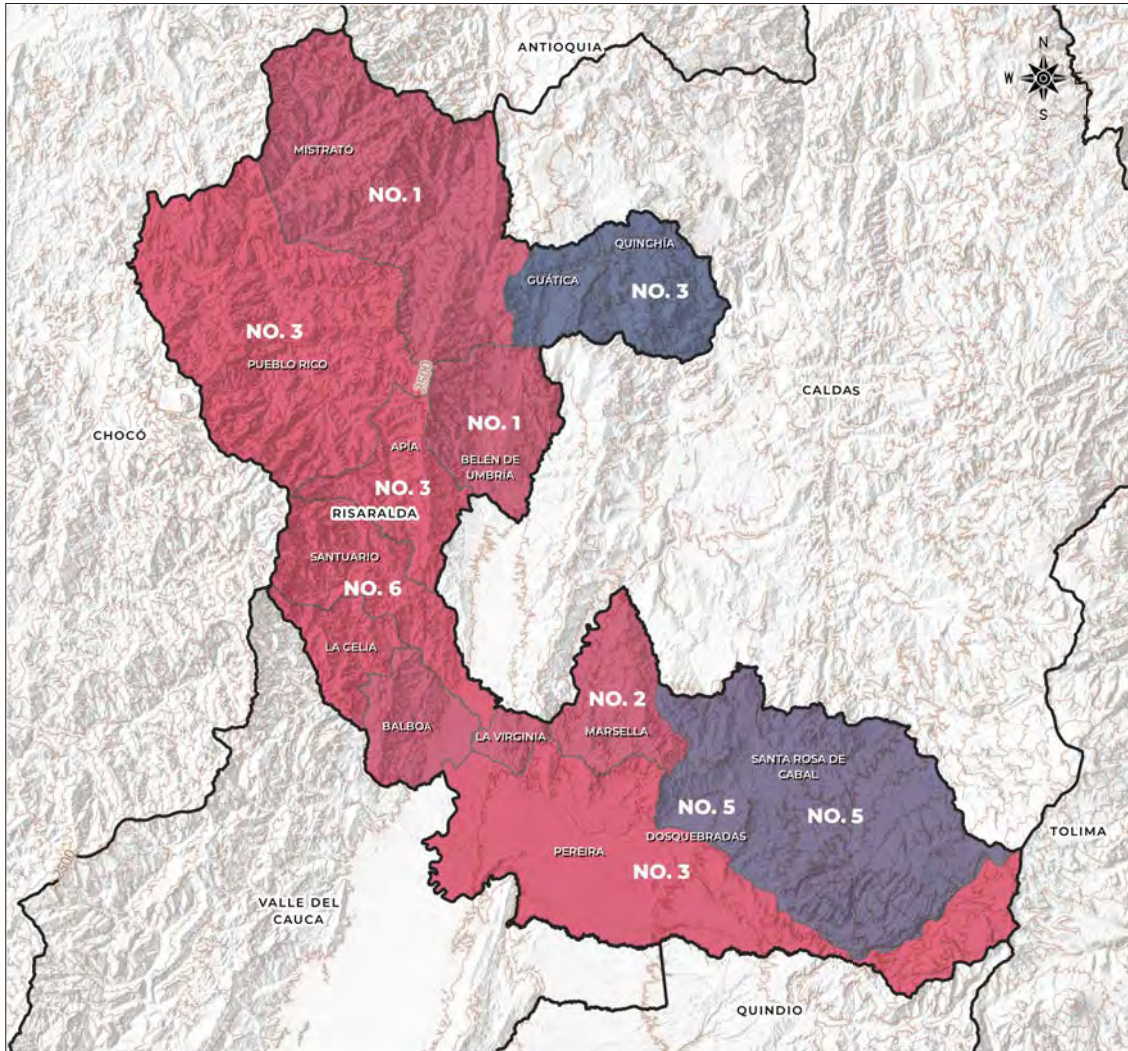 ANTIOQUIA
N
W
E
S
MISTRATÓ
NO. 1
QUINCHÍA
GUÁTICA
NO. 3
NO. 3
PUEBLO RICO
2500
CALDAS
NO. 1
CHOCÓ
APÍA
BELÉN DE
UMBRÍA
NO. 3
RISARALDA
SANTUARIO
NO. 6
LA CELIA
NO. 2
BALBOA
LA VIRGINIA
MARSELLA
SANTA ROSA DE
CABAL
NO. 5
NO. 5
DOSQUEBRADAS
TOLIMA
PEREIRA
NO. 3
VALLE DEL
CAUCA
QUINDIO